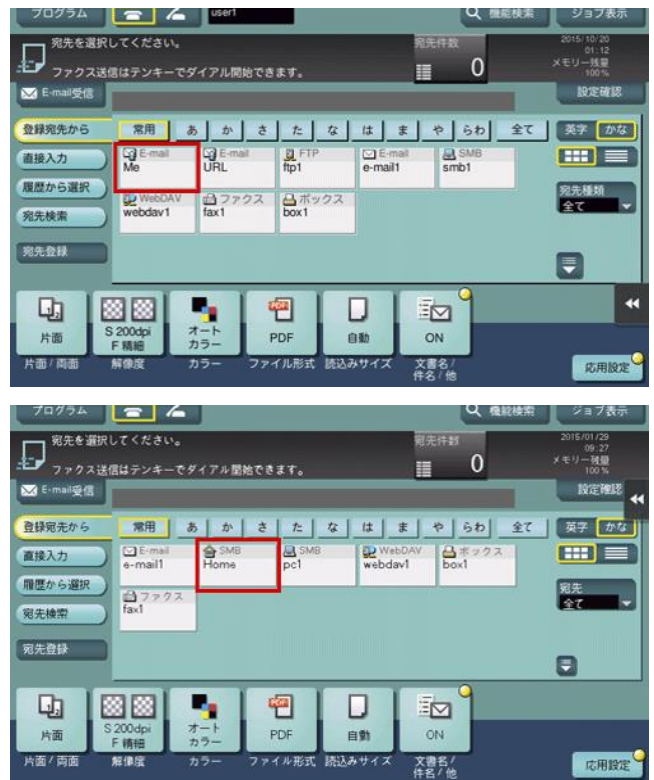 プログラム
user1
機能検索
ジョブ表示
宛先を選択してください。
ファクス送信はテンキーでダイアル開始できます。
宛先件数
0
2015/10/20
01:12
メモリー残量
100 %
E-mail受信
設定確認
登録宛先から
常用 あ か さ た な は ま や らわ 全て
英字 かな
直接入力
履歴から選択
宛先検索
宛先登録
E-mail
Me
E-mail
URL
FTP
ftp1
E-mail
e-mail1
SMB
smb1
WebDAV
webdav1
ファクス
fax1
ボックス
box1
宛先種類
全て
片面
S 200dpi
F 精細
オート
カラー
PDF
自動
ON
片面/両面
解像度
カラー
ファイル形式
読込みサイズ
文書名/
件名/他
応用設定
プログラム
機能検索
ジョブ表示
宛先を選択してください。
ファクス送信はテンキーでダイアル開始できます。
宛先件数
0
2015/01/29
09:27
メモリー残量
100 %
E-mail受信
設定確認
登録宛先から
常用 あ か さ た な は ま や らわ 全て
英字 かな
直接入力
履歴から選択
宛先検索
宛先登録
E-mail
e-mail1
SMB
Home
SMB
pc1
WebDAV
webdav1
ボックス
box1
ファクス
fax1
宛先
全て
片面
S 200dpi
F 精細
オート
カラー
PDF
自動
ON
片面/両面
解像度
カラー
ファイル形式
読込みサイズ
文書名/
件名/他
応用設定